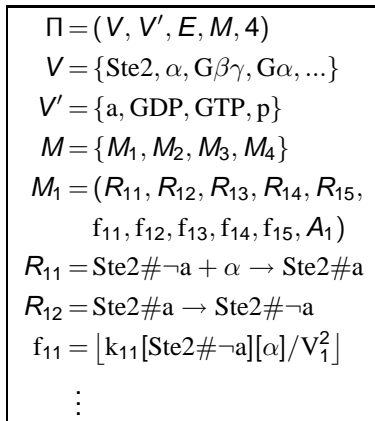 Π = (V, V′, E, M, 4)
V = {Ste2, α, Gβγ, Gα, ...}
V′ = {a, GDP, GTP, p}
M = {M₁, M₂, M₃, M₄}
M₁ = (R₁₁, R₁₂, R₁₃, R₁₄, R₁₅,
f₁₁, f₁₂, f₁₃, f₁₄, f₁₅, A₁)
R₁₁ = Ste2#¬a + α → Ste2#a
R₁₂ = Ste2#a → Ste2#¬a
f₁₁ = ⌊k₁₁[Ste2#¬a][α]/V₁²⌋
⋮